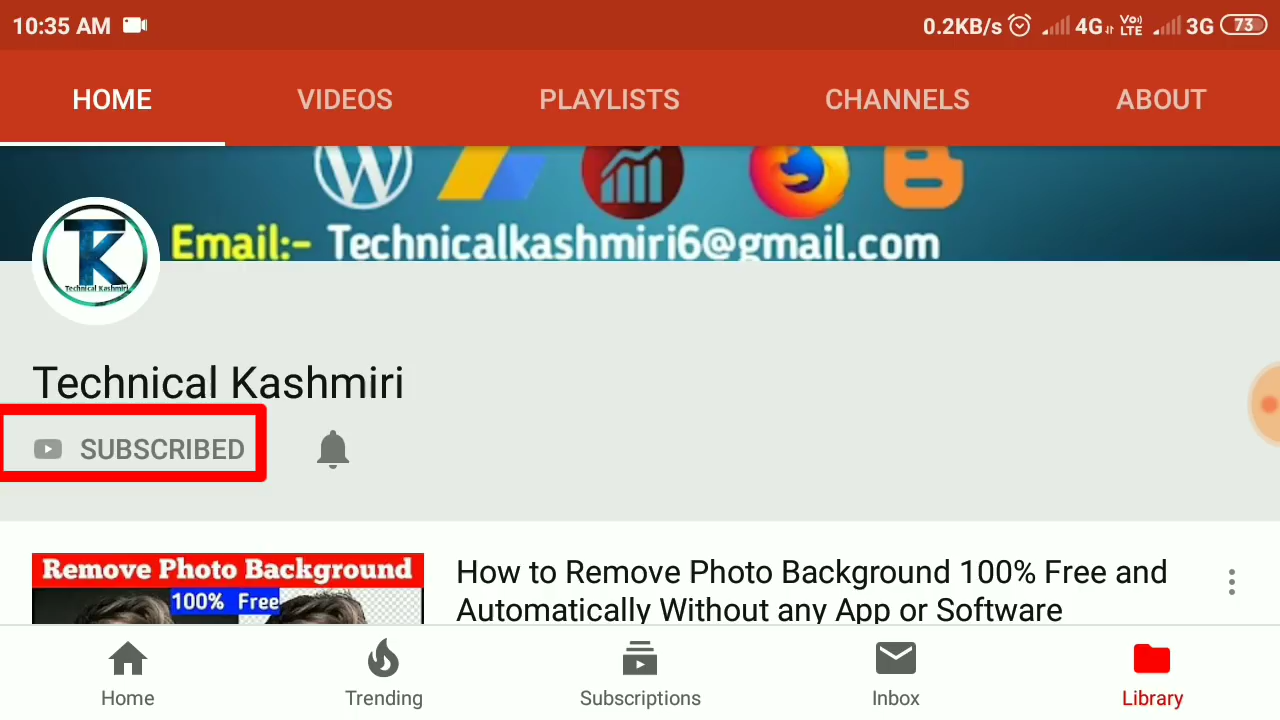 10:35 AM
0.2KB/s 4G VoLTE 3G 73
HOME VIDEOS PLAYLISTS CHANNELS ABOUT
Email:- Technicalkashmiri6@gmail.com
TK
Technical Kashmiri
Technical Kashmiri
SUBSCRIBED
Remove Photo Background
100% Free
How to Remove Photo Background 100% Free and
Automatically Without any App or Software
Home Trending Subscriptions Inbox Library